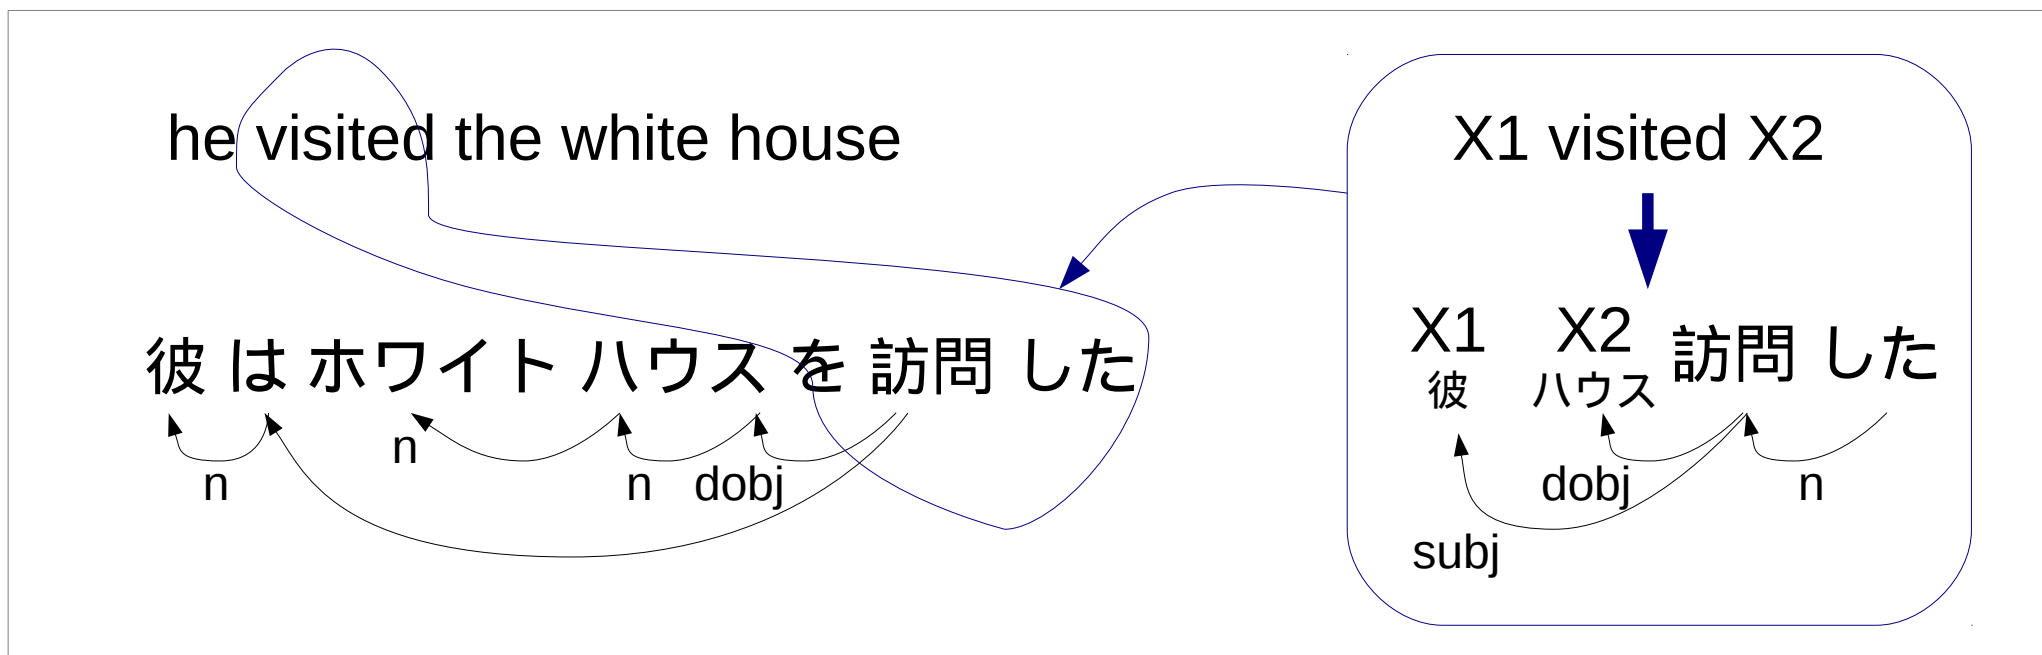 he visited the white house
彼 は ホワイト ハウス を 訪問 した
n
n
n dobj
X1 visited X2
X1 X2 訪問 した
彼 ハウス
dobj n
subj